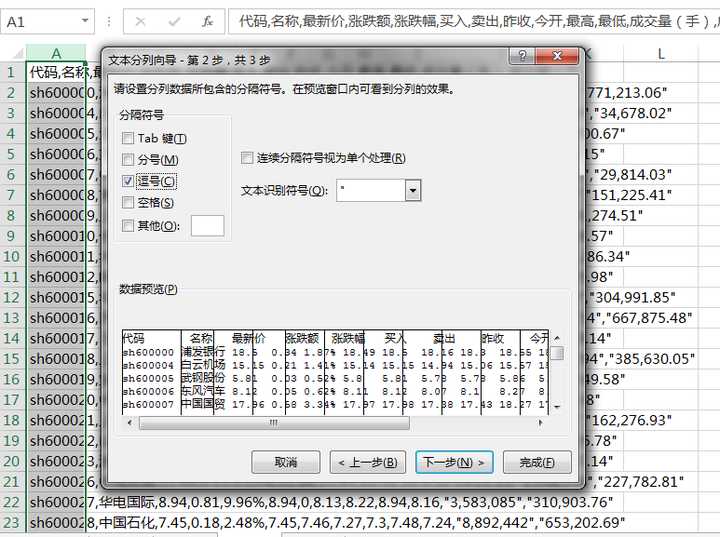 A1 fx 代码,名称,最新价,涨跌额,涨跌幅,买入,卖出,昨收,今开,最高,最低,成交量（手）,
A K L
1 代码,名称,
2 sh600000, 771,213.06"
3 sh600004, "34,678.02"
4 sh600005, 00.67"
5 sh600006, 15"
6 sh600007, "29,814.03"
7 sh600008, "151,225.41"
8 sh600009, 274.51"
9 sh600010, .57"
10 sh600011, 86.34"
11 sh600012, .98"
12 sh600015, "304,991.85"
13 sh600016, "667,875.48"
14 sh600017, .14"
15 sh600018, "385,630.05"
16 sh600019, 49.58"
17 sh600020, 8"
18 sh600021, 162,276.93"
19 sh600022, 5.78"
20 sh600023, .14"
21 sh600026, "227,782.81"
22 sh600027,华电国际,8.94,0.81,9.96%,8.94,0,8.13,8.22,8.94,8.16,"3,583,085","310,903.76"
23 sh600028,中国石化,7.45,0.18,2.48%,7.45,7.46,7.27,7.3,7.48,7.24,"8,892,442","653,202.69"
文本分列向导 - 第 2 步，共 3 步
请设置分列数据所包含的分隔符号。在预览窗口内可看到分列的效果。
分隔符号
Tab 键(T)
分号(M)
逗号(C)
空格(S)
其他(O):
连续分隔符号视为单个处理(R)
文本识别符号(Q): "
数据预览(P)
代码 名称 最新价 涨跌额 涨跌幅 买入 卖出 昨收 今开
sh600000 浦发银行 18.5 0.34 1.87% 18.49 18.5 18.16 18.3 18.55
sh600004 白云机场 15.15 0.21 1.41% 15.14 15.15 14.94 15.06 15.57
sh600005 武钢股份 5.81 0.03 0.52% 5.8 5.81 5.78 5.78 5.86
sh600006 东风汽车 8.12 0.05 0.62% 8.11 8.12 8.07 8.1 8.27
sh600007 中国国贸 17.96 0.58 3.34% 17.97 17.98 17.38 17.43 18.27
取消 < 上一步(B) 下一步(N) > 完成(F)